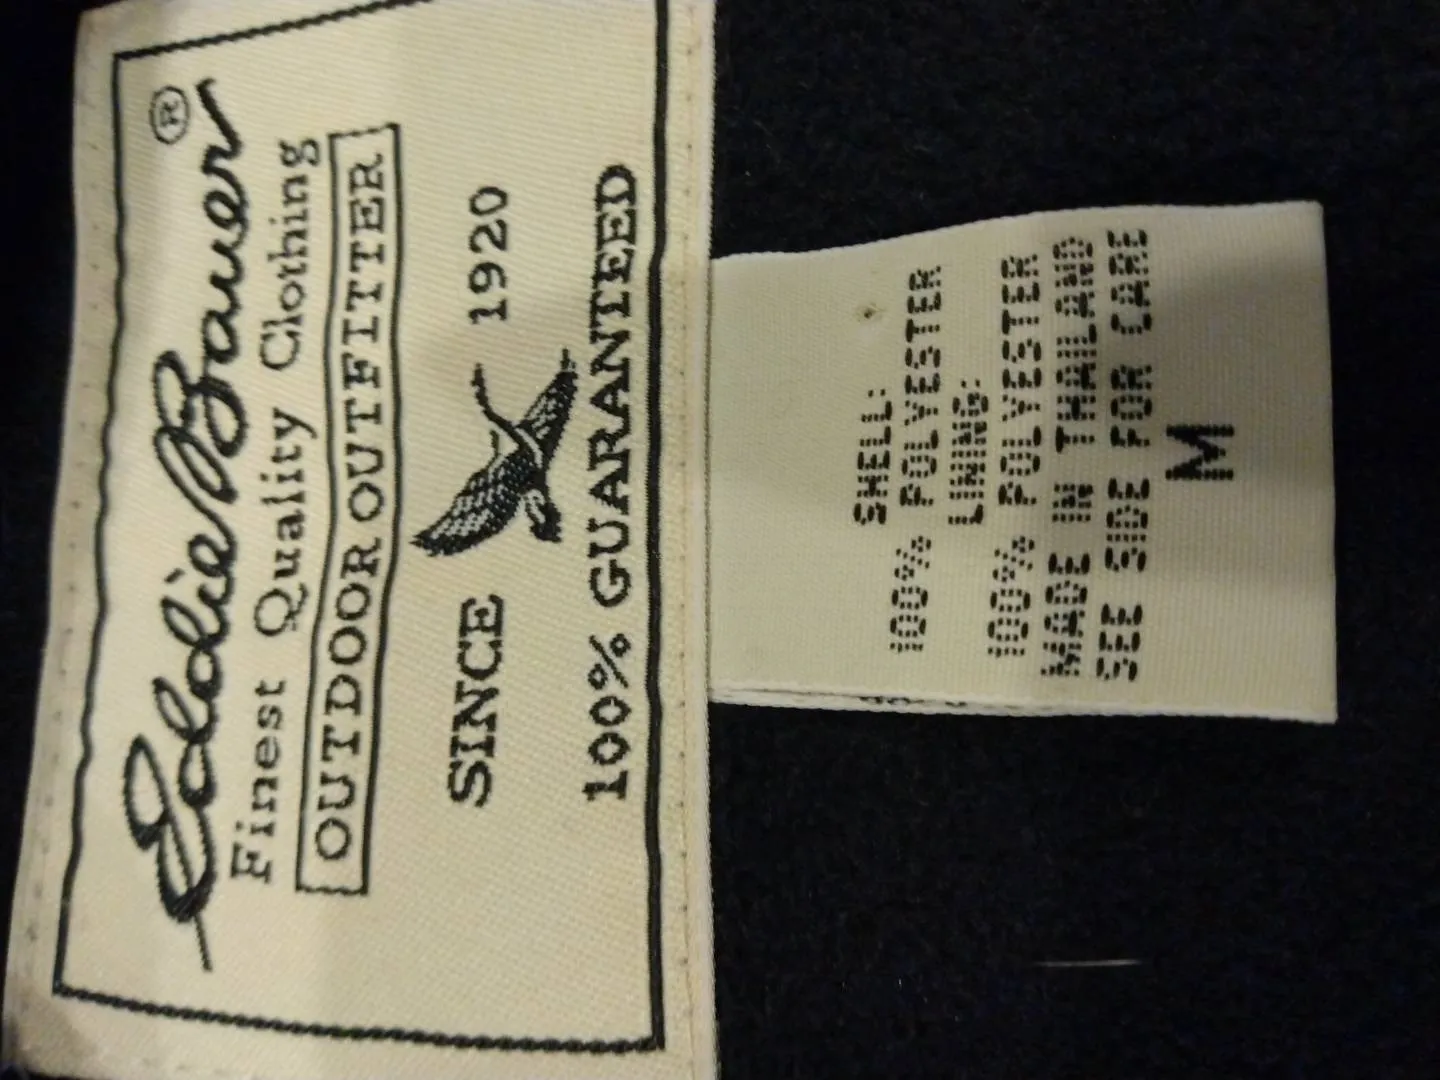 Eddie Bauer ®
Finest Quality Clothing
OUTDOOR OUTFITTER
SINCE 1920
100% GUARANTEED
SHELL:
100% POLYESTER
LINING:
100% POLYESTER
MADE IN THAILAND
SEE SIDE FOR CARE
M